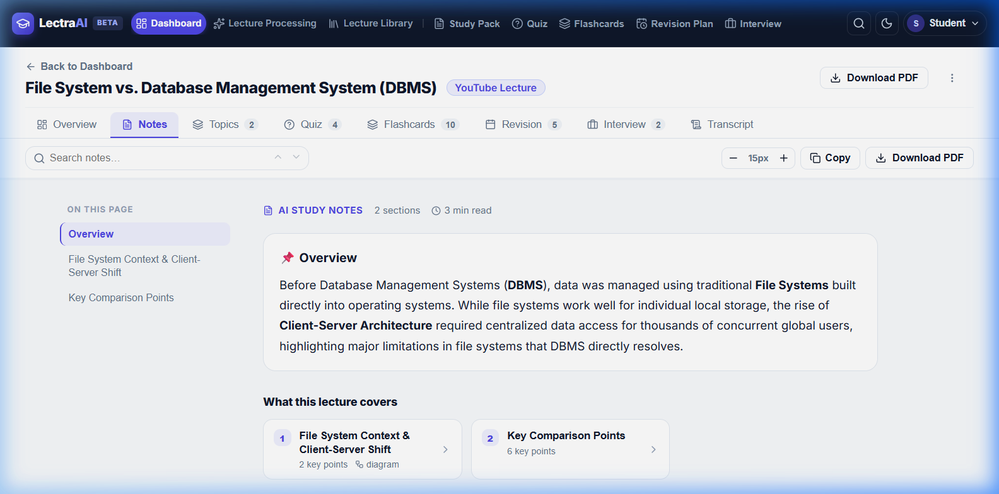 LectraAI BETA Dashboard Lecture Processing Lecture Library Study Pack Quiz Flashcards Revision Plan Interview S Student
Back to Dashboard
File System vs. Database Management System (DBMS) YouTube Lecture
Download PDF
Overview Notes Topics 2 Quiz 4 Flashcards 10 Revision 5 Interview 2 Transcript
Search notes... 15px Copy Download PDF
ON THIS PAGE
Overview
File System Context & Client-
Server Shift
Key Comparison Points
AI STUDY NOTES 2 sections 3 min read
Overview
Before Database Management Systems (DBMS), data was managed using traditional File Systems built
directly into operating systems. While file systems work well for individual local storage, the rise of
Client-Server Architecture required centralized data access for thousands of concurrent global users,
highlighting major limitations in file systems that DBMS directly resolves.
What this lecture covers
1 File System Context &
Client-Server Shift
2 key points diagram
2 Key Comparison Points
6 key points